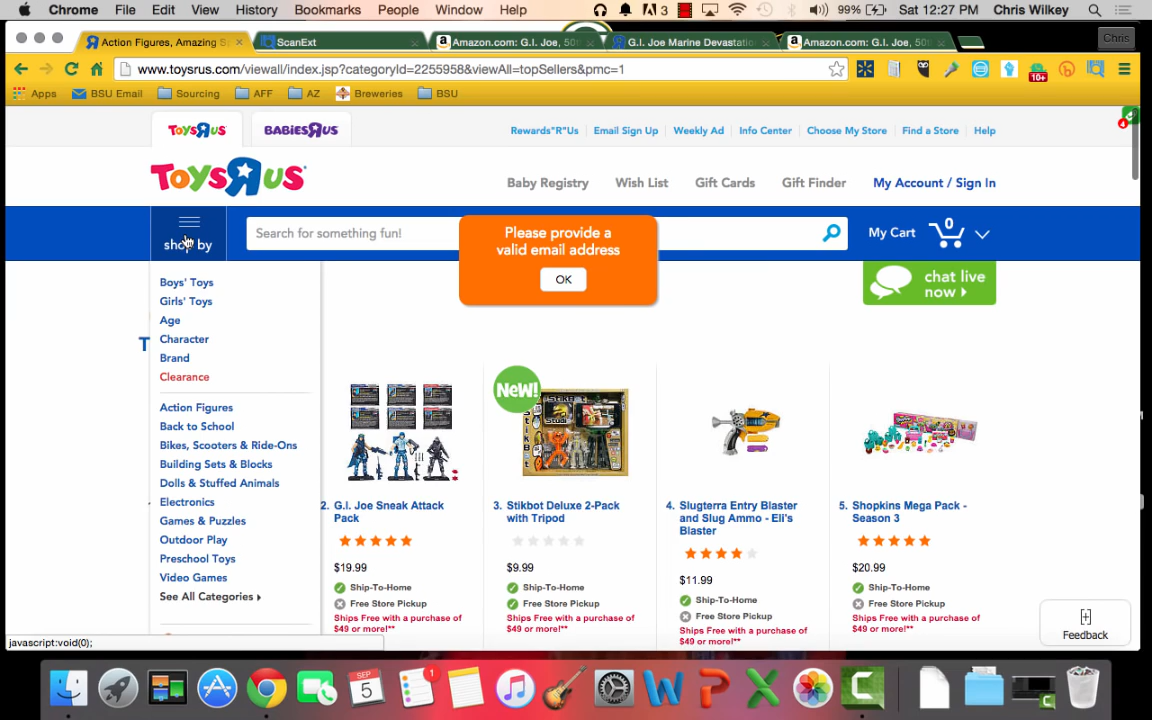 Chrome File Edit View History Bookmarks People Window Help 3 99% Sat 12:27 PM Chris Wilkey
Action Figures, Amazing S ScanExt Amazon.com: G.I. Joe, 50t G.I. Joe Marine Devastatio Amazon.com: G.I. Joe, 50t Chris
www.toysrus.com/viewall/index.jsp?categoryId=2255958&viewAll=topSellers&pmc=1 10+
Apps BSU Email Sourcing AFF AZ Breweries BSU
TOYSRUS BABIESRUS Rewards"R"Us Email Sign Up Weekly Ad Info Center Choose My Store Find a Store Help
4
TOYSRUS Baby Registry Wish List Gift Cards Gift Finder My Account / Sign In
shop by Search for something fun! My Cart 0
Please provide a
valid email address
OK
chat live
now
Boys' Toys
Girls' Toys
Age
Character
T
Brand
Clearance
Action Figures
Back to School
Bikes, Scooters & Ride-Ons
Building Sets & Blocks
Dolls & Stuffed Animals
Electronics
Games & Puzzles
Outdoor Play
Preschool Toys
Video Games
See All Categories
NEW!
STIKBOT
2. G.I. Joe Sneak Attack
Pack
$19.99
Ship-To-Home
Free Store Pickup
Ships Free with a purchase of
$49 or more!**
3. Stikbot Deluxe 2-Pack
with Tripod
$9.99
Ship-To-Home
Free Store Pickup
Ships Free with a purchase of
$49 or more!**
4. Slugterra Entry Blaster
and Slug Ammo - Eli's
Blaster
$11.99
Ship-To-Home
Free Store Pickup
Ships Free with a purchase of
$49 or more!**
5. Shopkins Mega Pack -
Season 3
$20.99
Ship-To-Home
Free Store Pickup
Ships Free with a purchase of
$49 or more!**
[+]
Feedback
javascript:void(0);
SEP
5
1